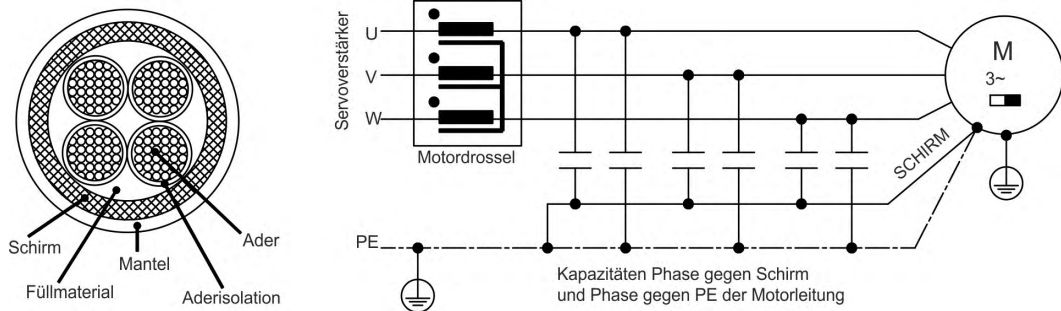 Schirm
Füllmaterial
Mantel
Aderisolation
Ader
Servoverstärker
U
V
W
Motordrossel
M
3~
SCHIRM
PE
Kapazitäten Phase gegen Schirm
und Phase gegen PE der Motorleitung